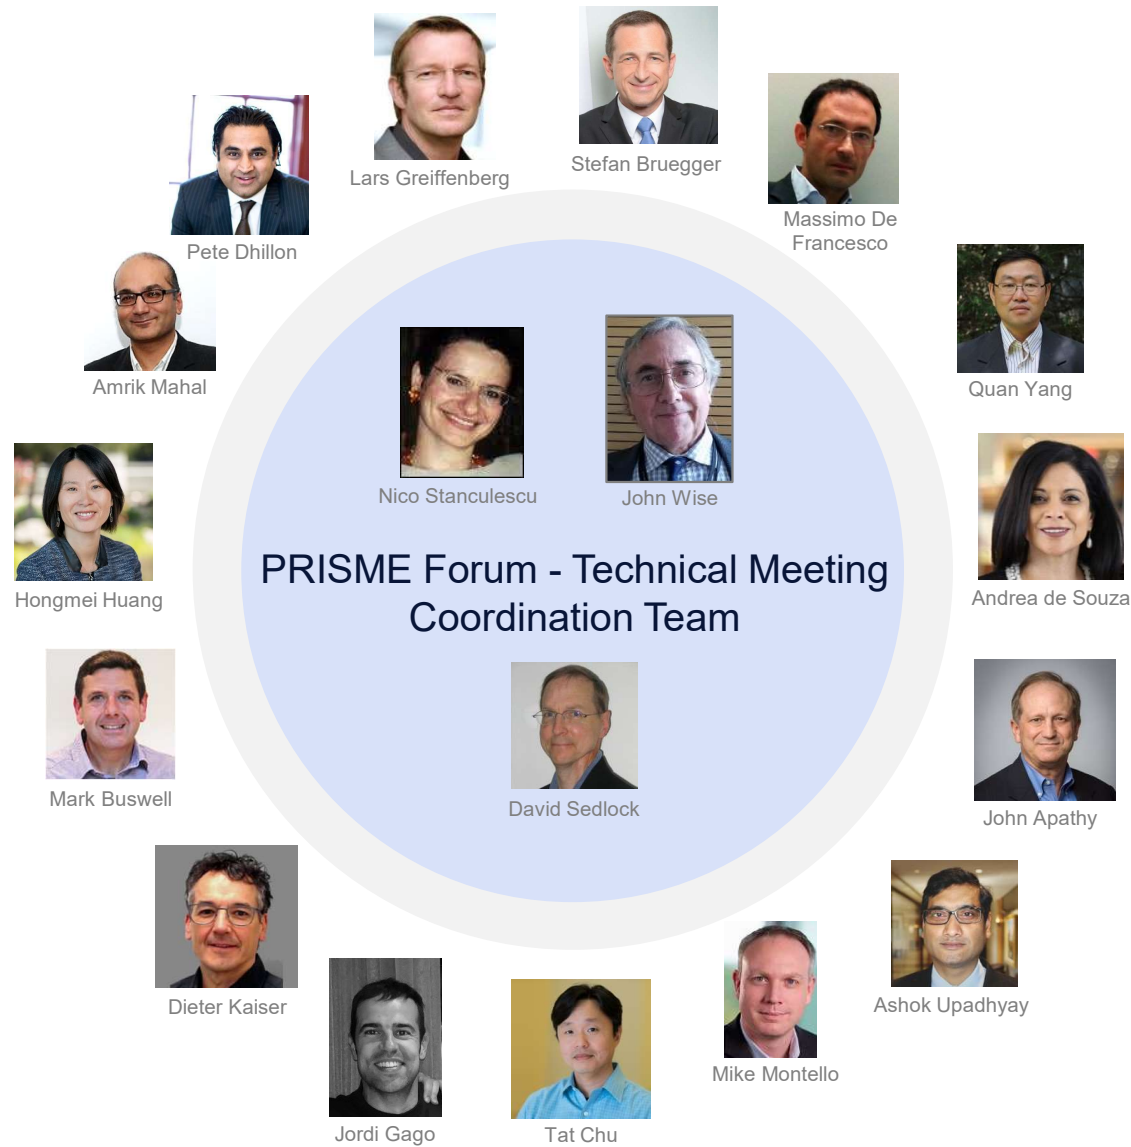 Lars Greiffenberg
Stefan Bruegger
Massimo De
Francesco
Pete Dhillon
Amrik Mahal
Quan Yang
Nico Stanculescu
John Wise
PRISME Forum - Technical Meeting
Coordination Team
Hongmei Huang
Andrea de Souza
Mark Buswell
David Sedlock
John Apathy
Dieter Kaiser
Ashok Upadhyay
Mike Montello
Jordi Gago
Tat Chu